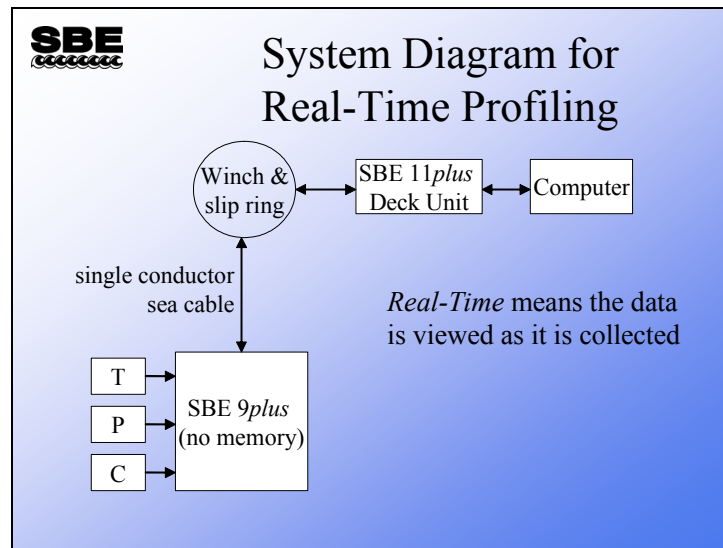 SBE
System Diagram for
Real-Time Profiling
Winch &
slip ring
SBE 11plus
Deck Unit
Computer
single conductor
sea cable
Real-Time means the data
is viewed as it is collected
T
P
C
SBE 9plus
(no memory)